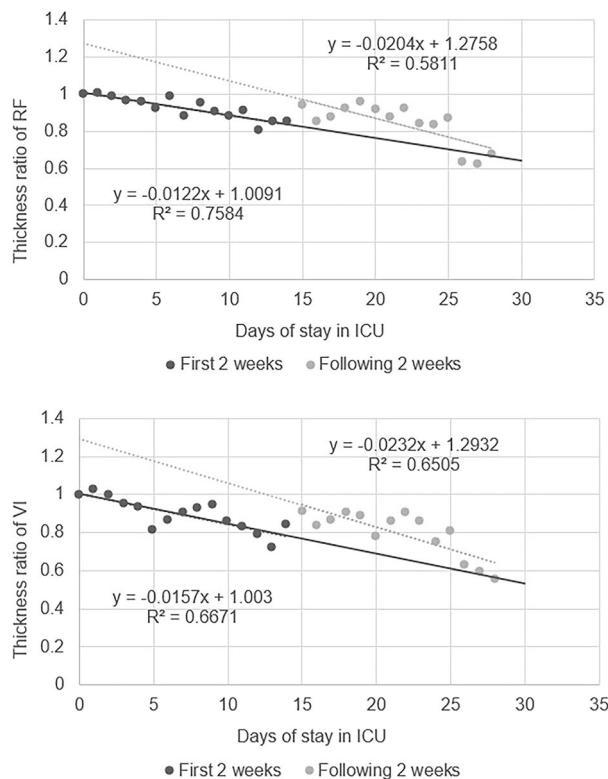 1.4
1.2
1
0.8
0.6
0.4
0.2
0
Thickness ratio of RF
y = -0.0204x + 1.2758
R² = 0.5811
y = -0.0122x + 1.0091
R² = 0.7584
0 5 10 15 20 25 30 35
Days of stay in ICU
First 2 weeks Following 2 weeks
1.4
1.2
1
0.8
0.6
0.4
0.2
0
Thickness ratio of VI
y = -0.0232x + 1.2932
R² = 0.6505
y = -0.0157x + 1.003
R² = 0.6671
0 5 10 15 20 25 30 35
Days of stay in ICU
First 2 weeks Following 2 weeks